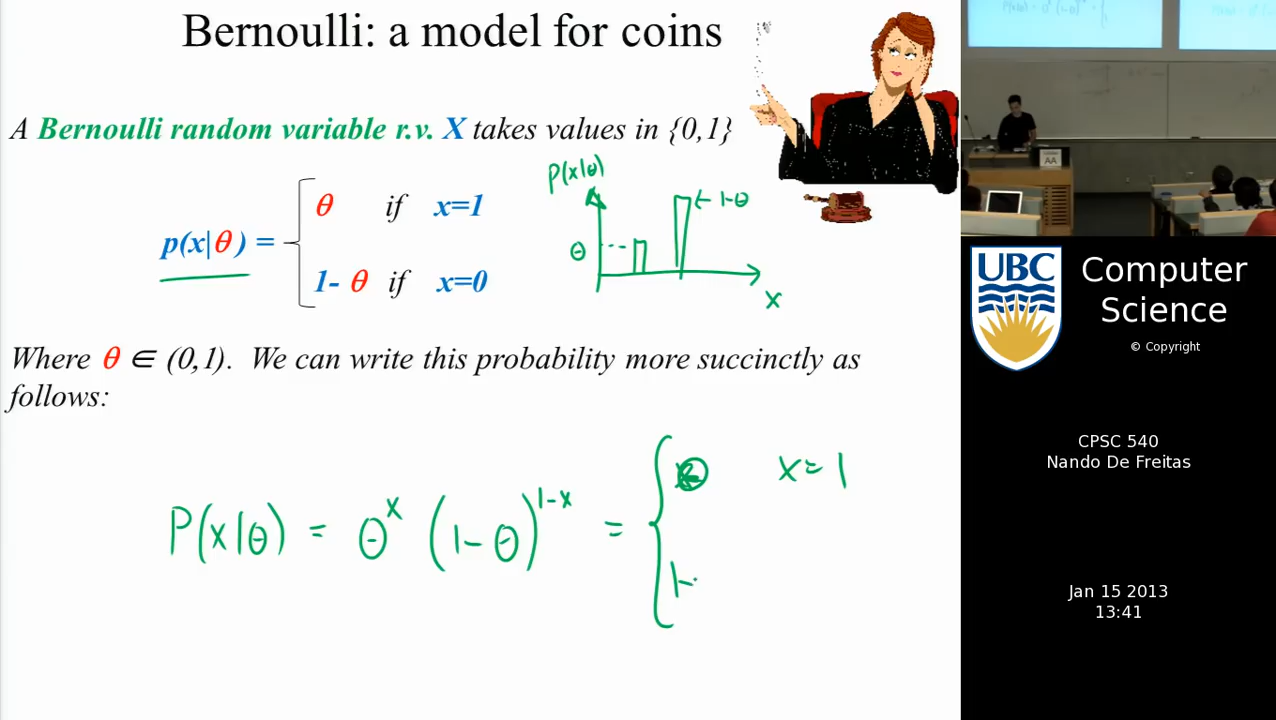 Bernoulli: a model for coins
A Bernoulli random variable r.v. X takes values in {0,1}
p(x|θ) =
θ if x=1
1- θ if x=0
P(x|θ)
θ
← 1-θ
x
Where θ ∈ (0,1). We can write this probability more succinctly as
follows:
P(x|θ) = θ^x (1-θ)^{1-x} = {
x=1
1-
AA
UBC
Computer
Science
© Copyright
CPSC 540
Nando De Freitas
Jan 15 2013
13:41